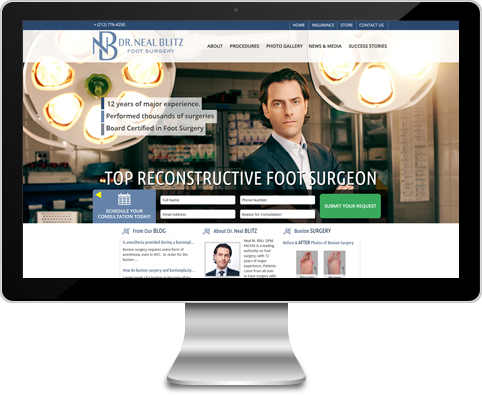 + (212) 776-4250
HOME INSURANCE STORE CONTACT US
NB DR. NEAL BLITZ
FOOT SURGERY
ABOUT PROCEDURES PHOTO GALLERY NEWS & MEDIA SUCCESS STORIES
12 years of major experience.
Performed thousands of surgeries
Board Certified in Foot Surgery
TOP RECONSTRUCTIVE FOOT SURGEON
SCHEDULE YOUR
CONSULTATION TODAY!
Full Name
Phone Number
Email Address
Reason for Consultation
SUBMIT YOUR REQUEST
From Our BLOG
Is anesthesia provided during a bunionpl...
Bunion surgery requires some form of
anesthesia, even in NYC. In order for the
bunion ...
How do bunion surgery and bunionplasty...
About Dr. Neal BLITZ
Neal M. Blitz, DPM,
FACFAS is a leading
authority on foot
surgery, with 12
years of major
experience. Patients
come from all over
to have surgery with
Bunion SURGERY
Before & AFTER Photos of Bunion Surgery